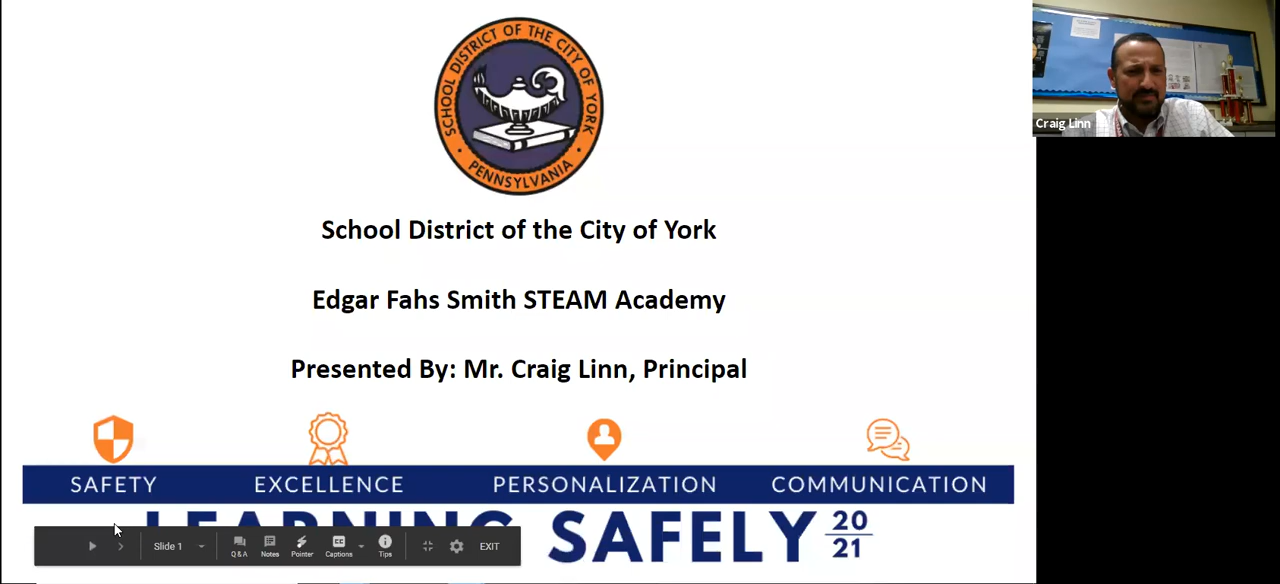 SCHOOL DISTRICT OF THE CITY OF YORK
• PENNSYLVANIA •
Craig Linn
School District of the City of York
Edgar Fahs Smith STEAM Academy
Presented By: Mr. Craig Linn, Principal
SAFETY EXCELLENCE PERSONALIZATION COMMUNICATION
LEARNING SAFELY 20
21
Slide 1 Q&A Notes Pointer Captions Tips EXIT